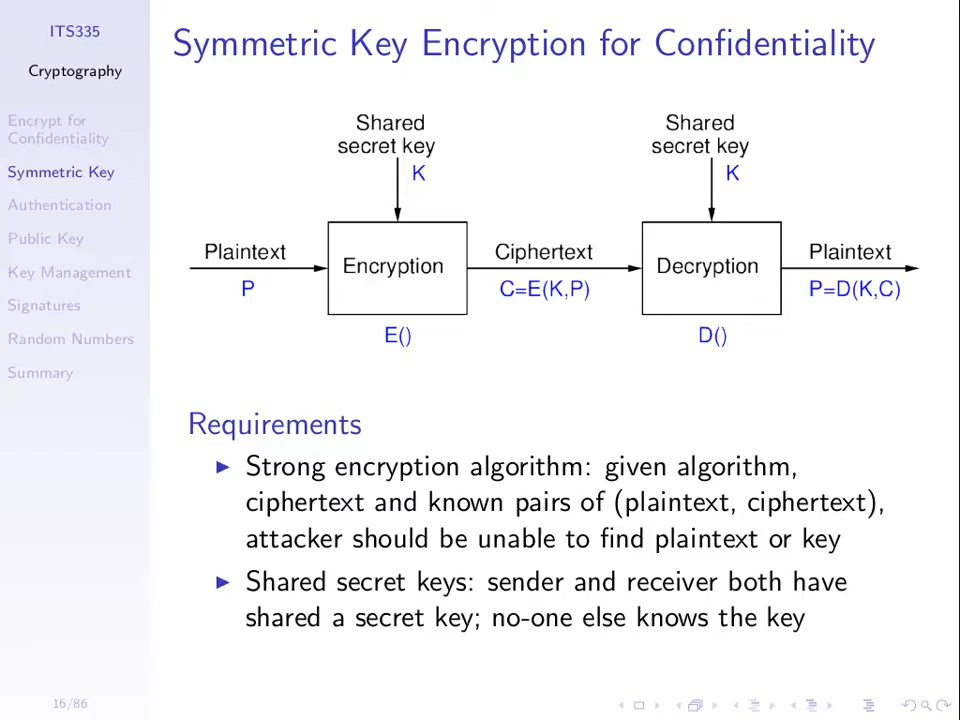 ITS335
Cryptography
Encrypt for
Confidentiality
Symmetric Key
Authentication
Public Key
Key Management
Signatures
Random Numbers
Summary
16/86
Symmetric Key Encryption for Confidentiality
Shared
secret key
K
Shared
secret key
K
Plaintext
P
Encryption
E()
Ciphertext
C=E(K,P)
Decryption
D()
Plaintext
P=D(K,C)
Requirements
Strong encryption algorithm: given algorithm,
ciphertext and known pairs of (plaintext, ciphertext),
attacker should be unable to find plaintext or key
Shared secret keys: sender and receiver both have
shared a secret key; no-one else knows the key